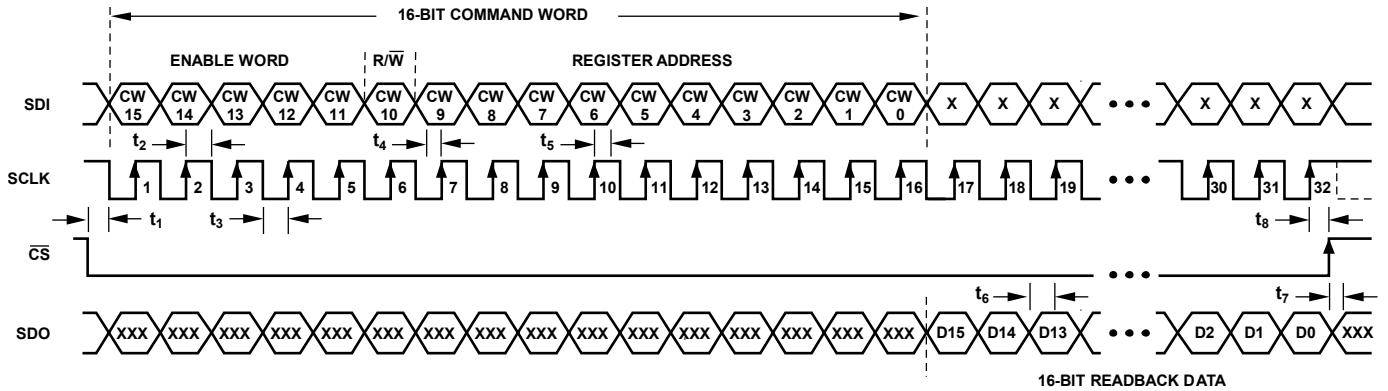 16-BIT COMMAND WORD
ENABLE WORD R/W̅ REGISTER ADDRESS
SDI CW 15 CW 14 CW 13 CW 12 CW 11 CW 10 CW 9 CW 8 CW 7 CW 6 CW 5 CW 4 CW 3 CW 2 CW 1 CW 0 X X X X X X
t2 t4 t5
SCLK 1 2 3 4 5 6 7 8 9 10 11 12 13 14 15 16 17 18 19 30 31 32
t1 t3 t8
C̅S̅
t6 t7
SDO XXX XXX XXX XXX XXX XXX XXX XXX XXX XXX XXX XXX XXX XXX XXX XXX D15 D14 D13 D2 D1 D0 XXX
16-BIT READBACK DATA